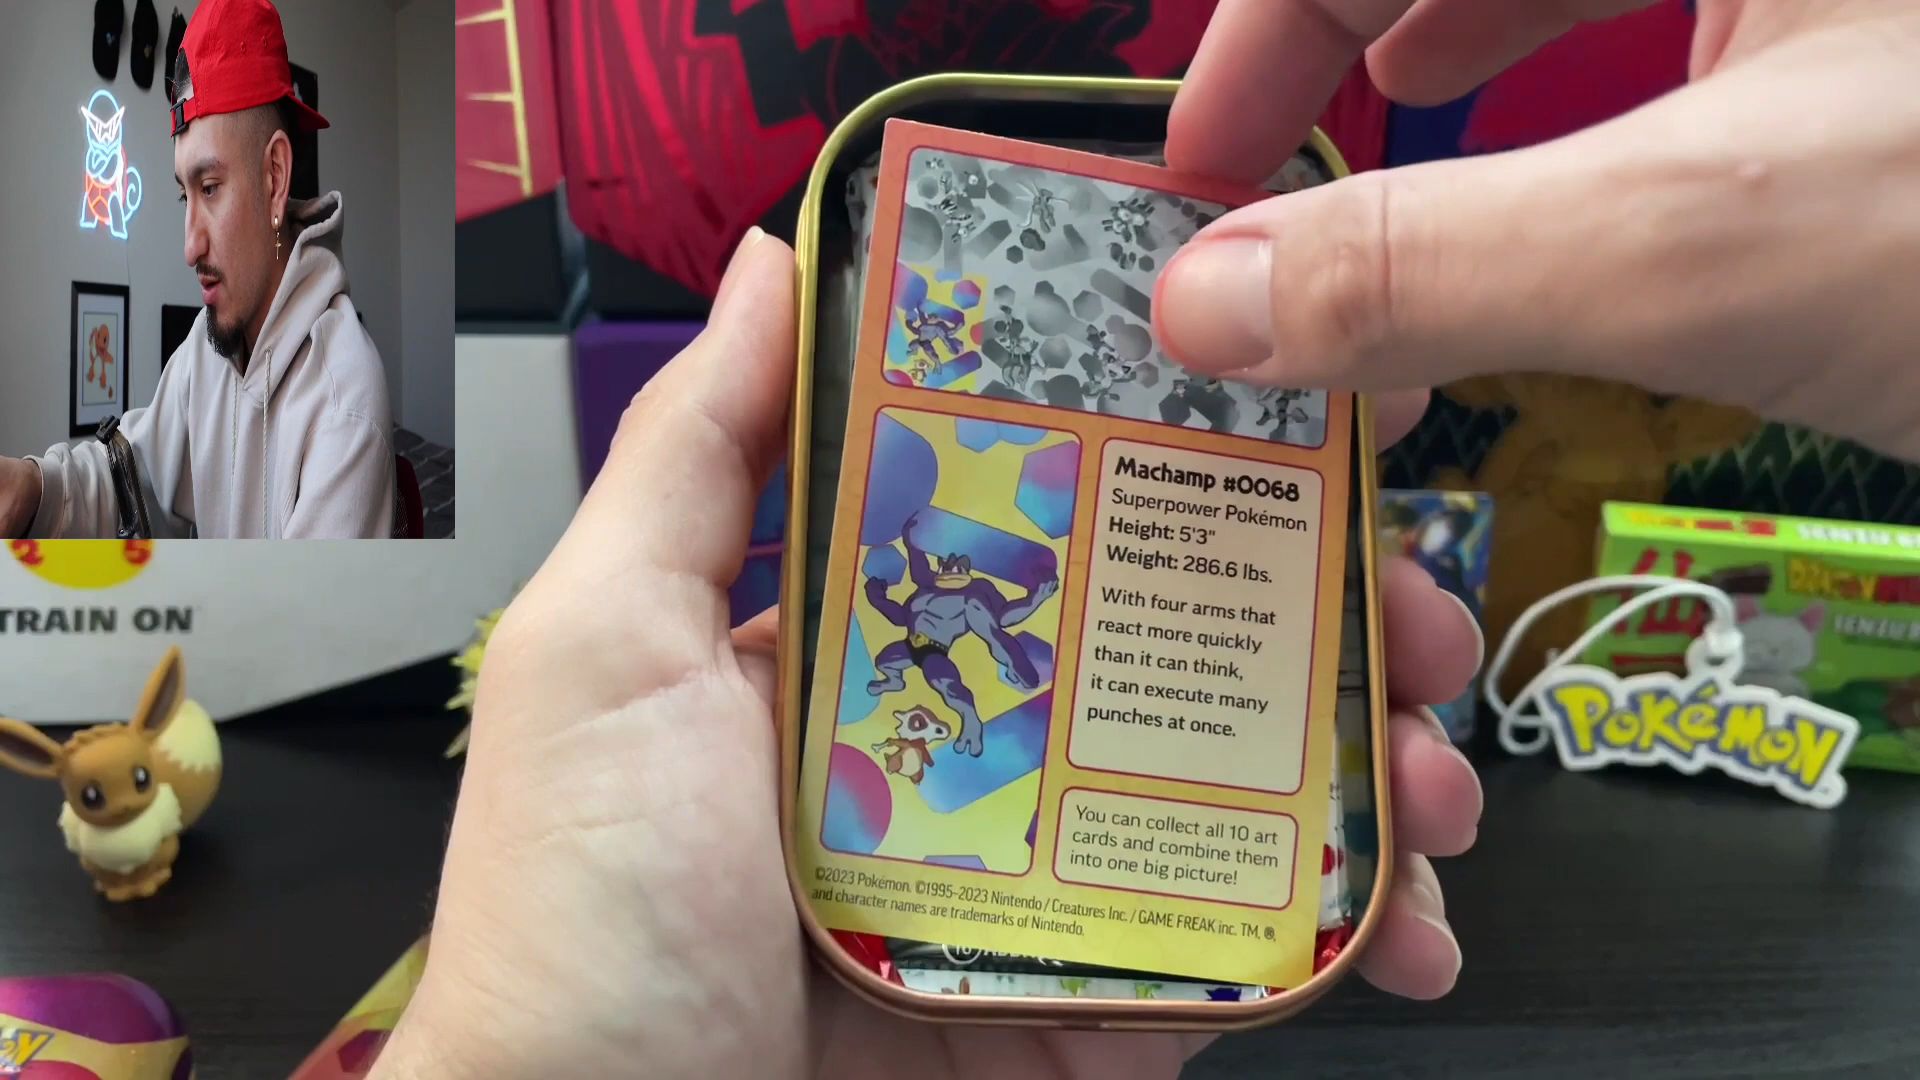 Machamp #0068
Superpower Pokémon
Height: 5'3"
Weight: 286.6 lbs.
With four arms that
react more quickly
than it can think,
it can execute many
punches at once.
You can collect all 10 art
cards and combine them
into one big picture!
©2023 Pokémon. ©1995-2023 Nintendo / Creatures Inc. / GAME FREAK inc. TM, ®,
and character names are trademarks of Nintendo.
TRAIN ON
POKéMON